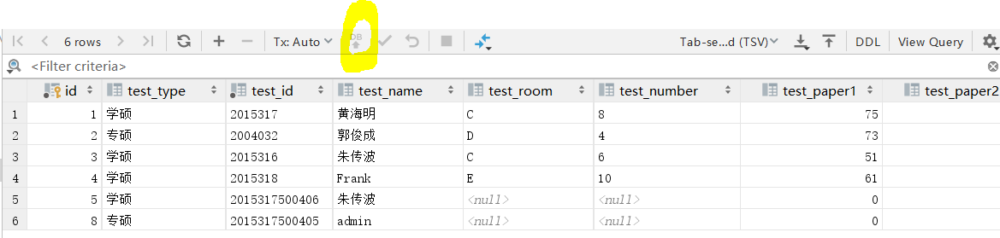 6 rows Tx: Auto DB Tab-se...d (TSV) DDL View Query
<Filter criteria>
id test_type test_id test_name test_room test_number test_paper1 test_paper2
1 1 学硕 2015317 黄海明 C 8 75
2 2 专硕 2004032 郭俊成 D 4 73
3 3 学硕 2015316 朱传波 C 6 51
4 4 学硕 2015318 Frank E 10 61
5 5 学硕 2015317500406 朱传波 <null> <null> 0
6 8 专硕 2015317500405 admin <null> <null> 0